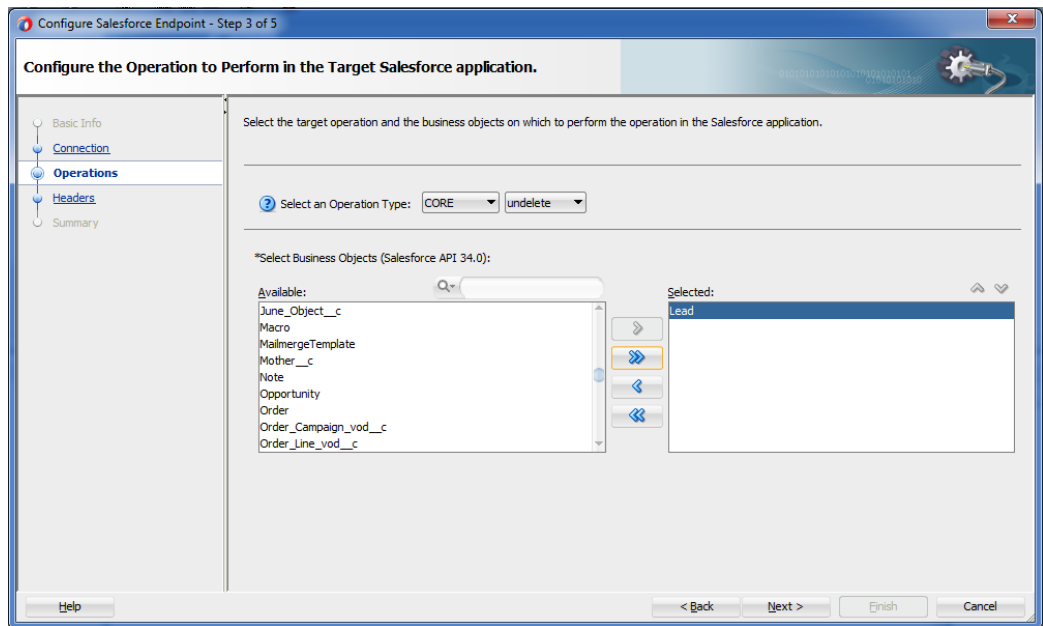 Configure Salesforce Endpoint - Step 3 of 5
Configure the Operation to Perform in the Target Salesforce application.
Basic Info
Connection
Operations
Headers
Summary
Select the target operation and the business objects on which to perform the operation in the Salesforce application.
Select an Operation Type: CORE undelete
*Select Business Objects (Salesforce API 34.0):
Available:
Selected:
June_Object__c
Macro
MailmergeTemplate
Mother__c
Note
Opportunity
Order
Order_Campaign_vod__c
Order_Line_vod__c
Lead
Help
< Back
Next >
Finish
Cancel